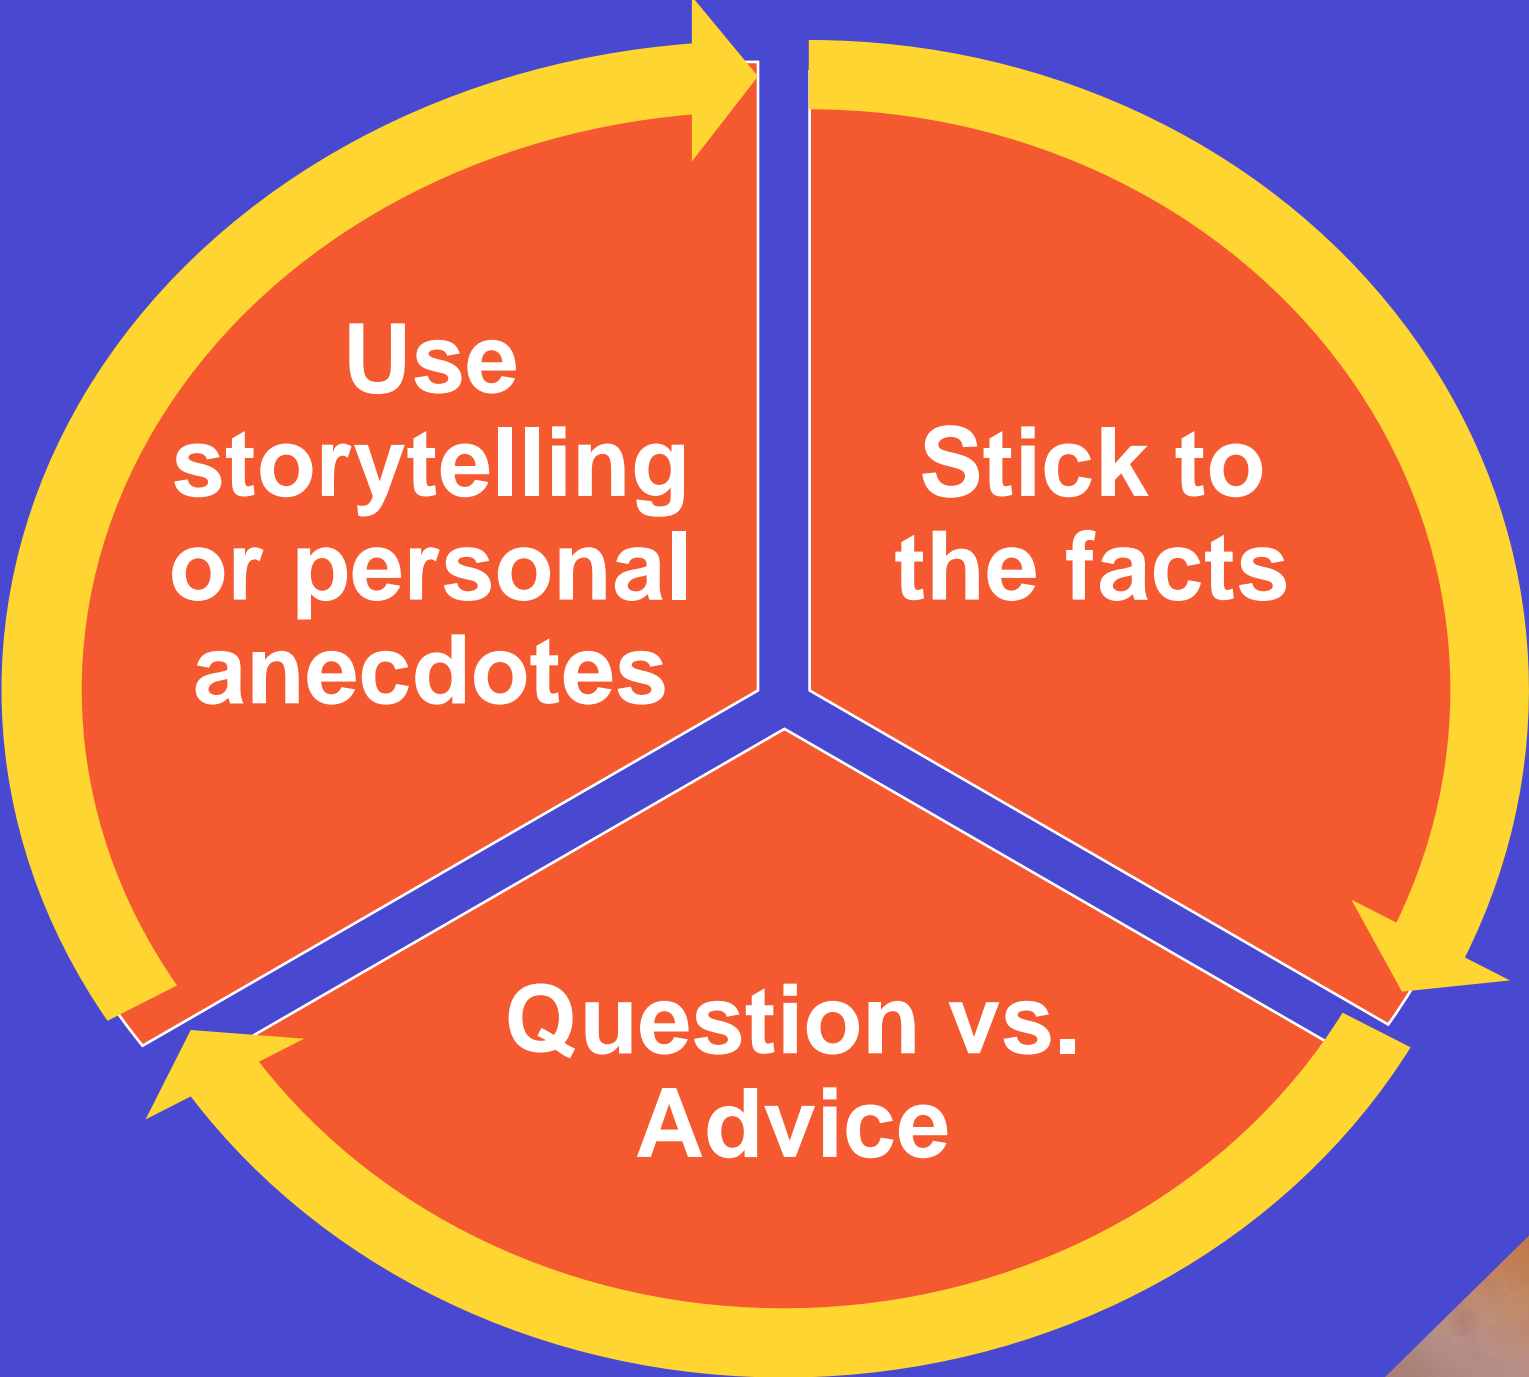 Use
storytelling
or personal
anecdotes
Stick to
the facts
Question vs.
Advice